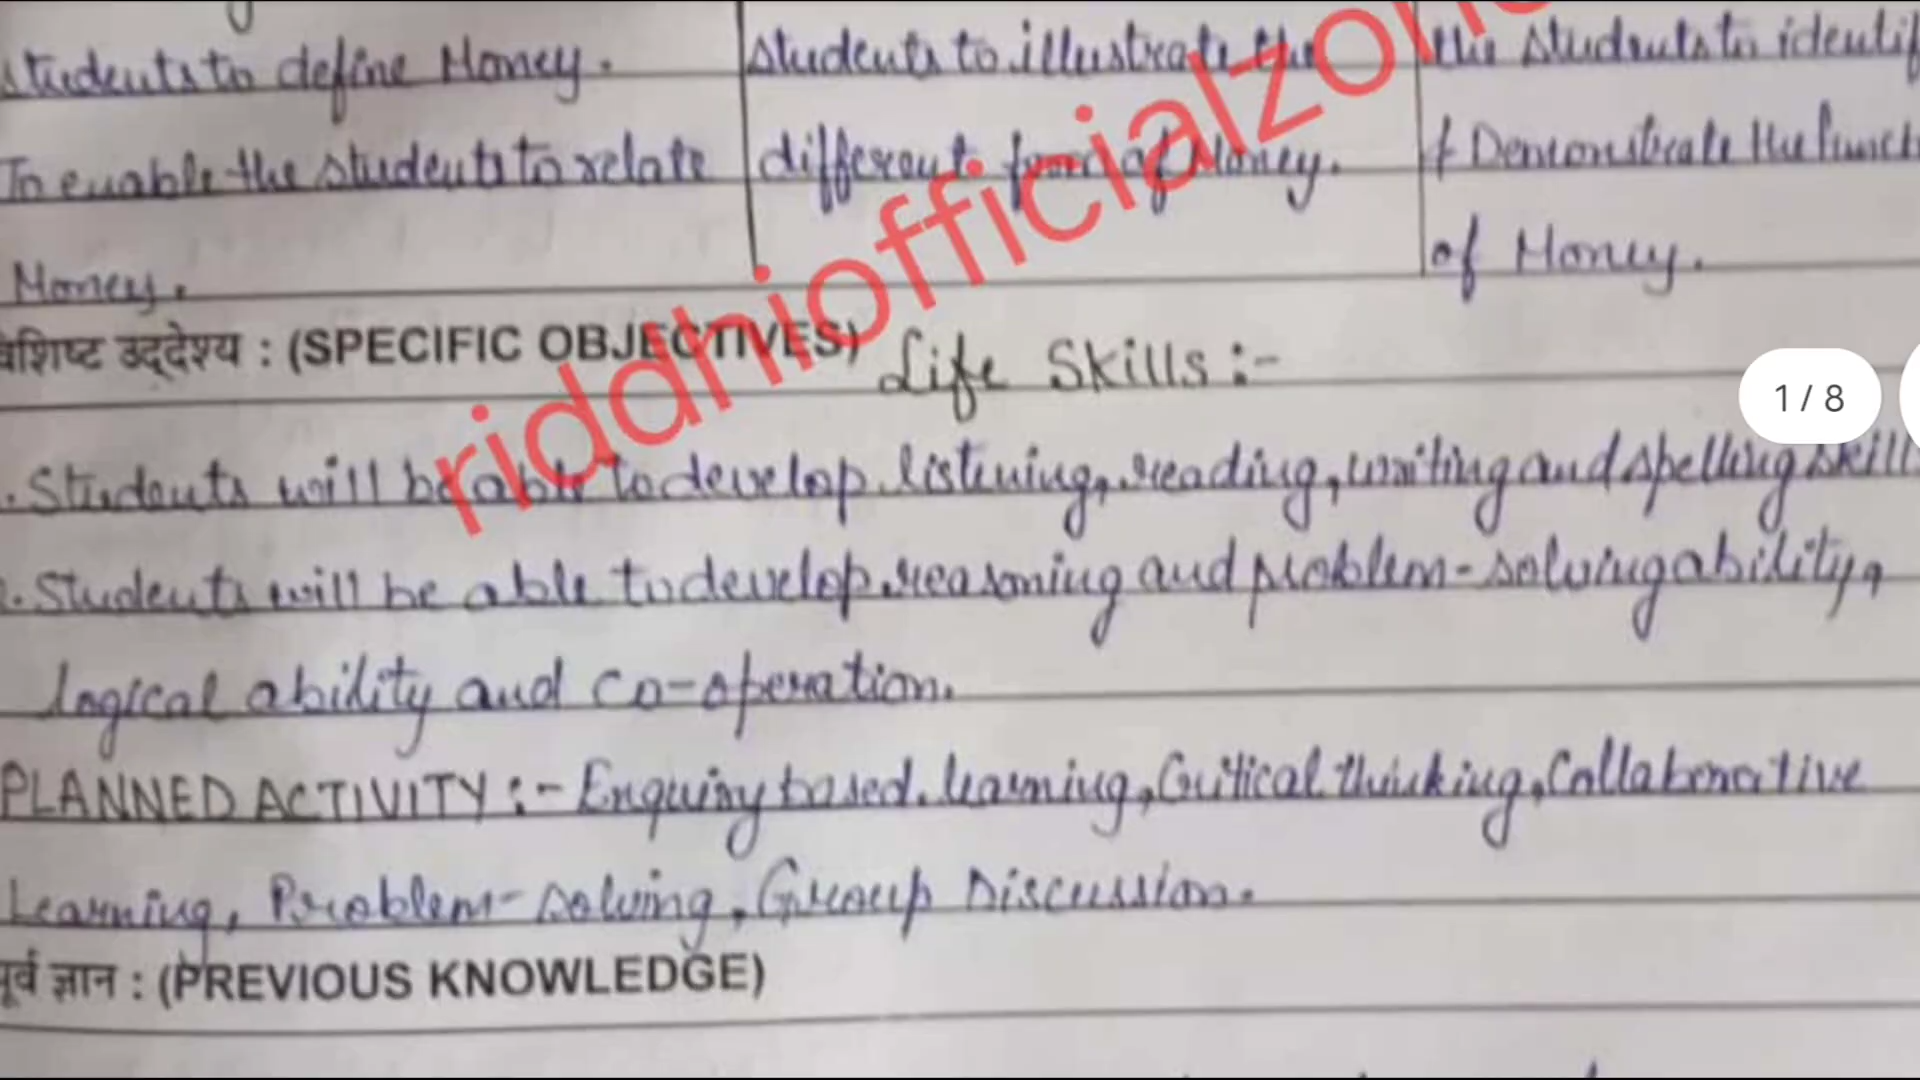 students to define Money.
students to illustrate the
the students to identif
To enable the students to relate
different form of Money.
& Demonstrate the funct
Money.
of Money.
विशिष्ट उद्देश्य : (SPECIFIC OBJECTIVES) Life Skills :-
. Students will be able to develop listening, reading, writing and spelling skill
. Students will be able to develop reasoning and problem-solving ability,
logical ability and co-operation.
PLANNED ACTIVITY :- Enquiry based learning, Critical thinking, Collaborative
Learning, Problem-solving, Group Discussion.
पूर्व ज्ञान : (PREVIOUS KNOWLEDGE)
riddhiofficialzon
1 / 8